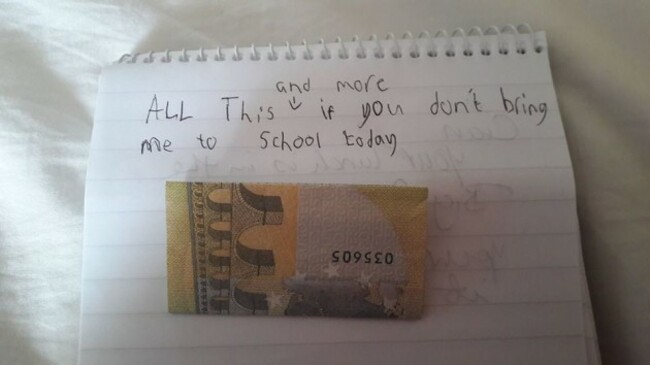 and more
ALL This if you don't bring
me to School today
035605